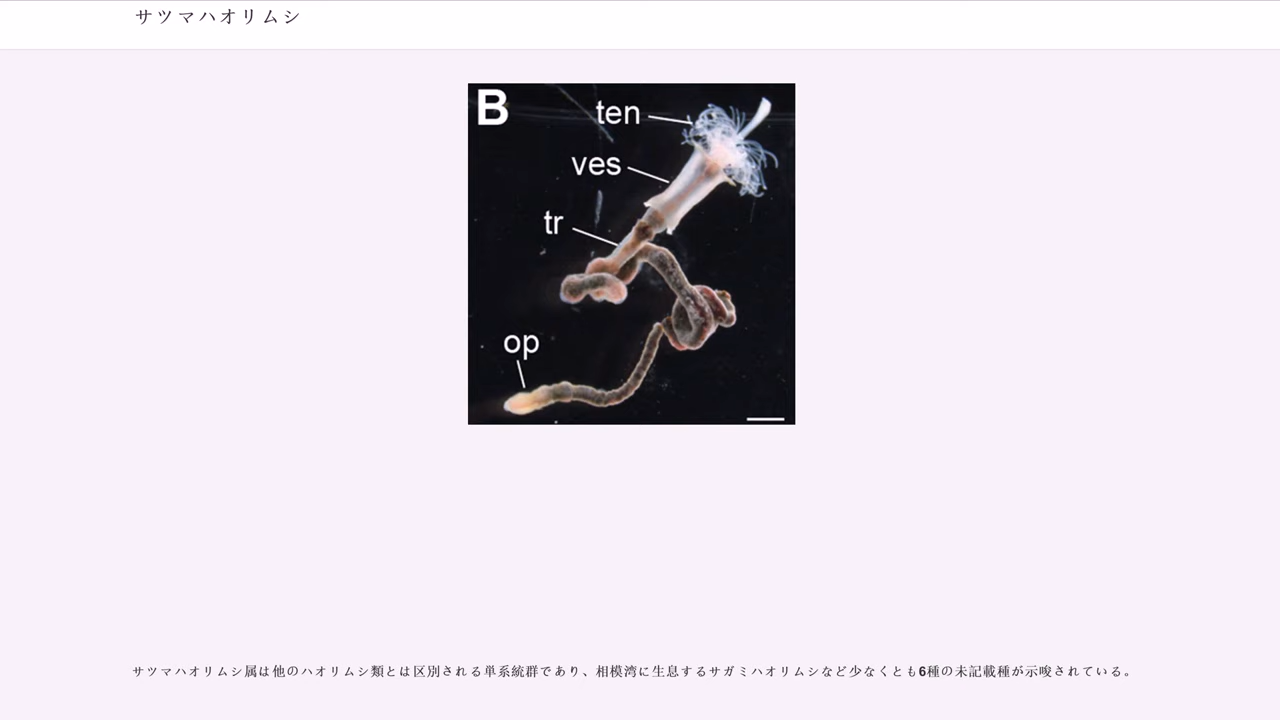 サツマハオリムシ
B
ten
ves
tr
op
サツマハオリムシ属は他のハオリムシ類とは区別される単系統群であり、相模湾に生息するサガミハオリムシなど少なくとも6種の未記載種が示唆されている。